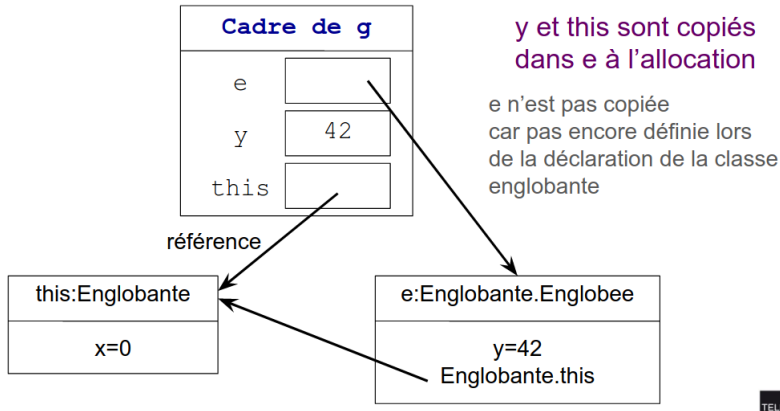 Cadre de g
y et this sont copiés
dans e à l'allocation
e
y
42
this
e n'est pas copiée
car pas encore définie lors
de la déclaration de la classe
englobante
référence
this:Englobante
x=0
e:Englobante.Englobee
y=42
Englobante.this
TEL